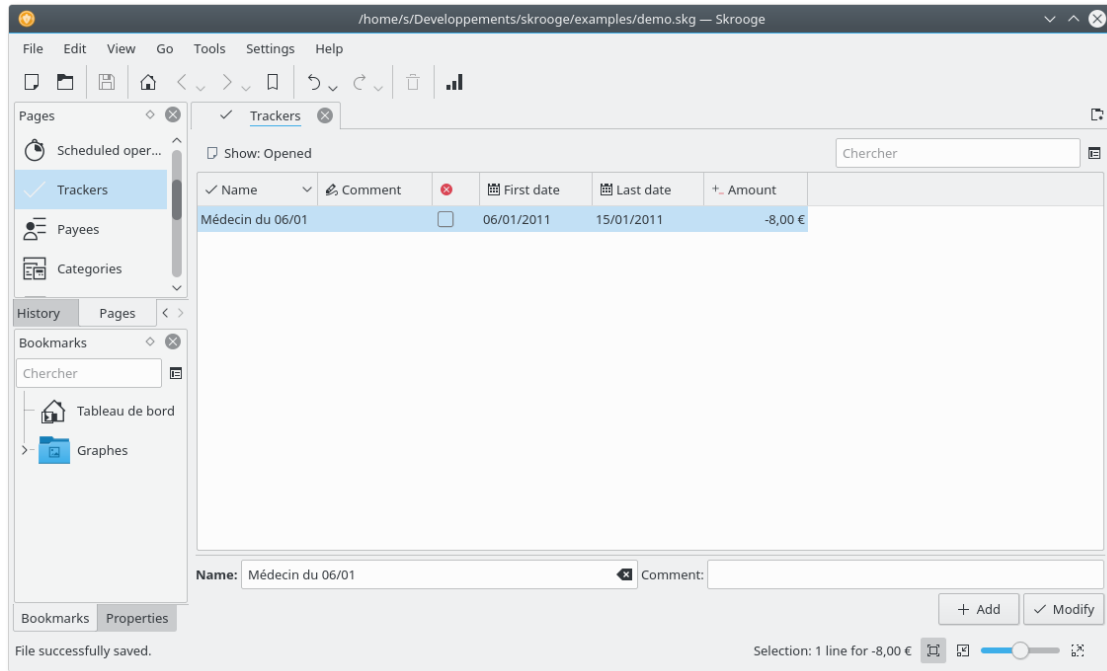 /home/s/Developpements/skrooge/examples/demo.skg — Skrooge
File Edit View Go Tools Settings Help
Pages
Trackers
Scheduled oper...
Trackers
Payees
Categories
History Pages
Show: Opened
Chercher
Name Comment First date Last date Amount
Médecin du 06/01 06/01/2011 15/01/2011 -8,00 €
Bookmarks
Chercher
Tableau de bord
Graphes
Bookmarks Properties
Name: Médecin du 06/01 Comment:
Add Modify
File successfully saved.
Selection: 1 line for -8,00 €